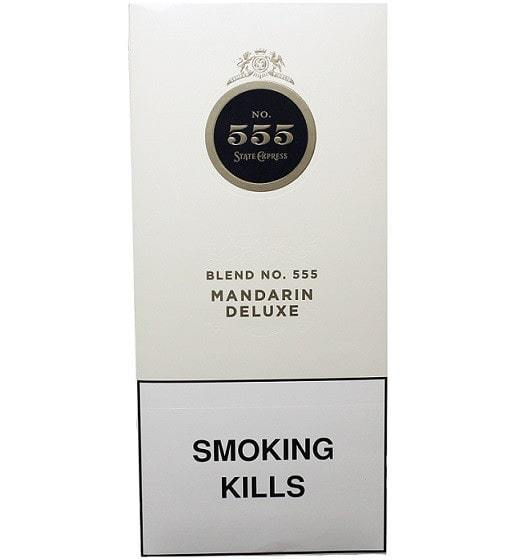 NO.
555
STATE EXPRESS
BLEND NO. 555
MANDARIN
DELUXE
SMOKING
KILLS